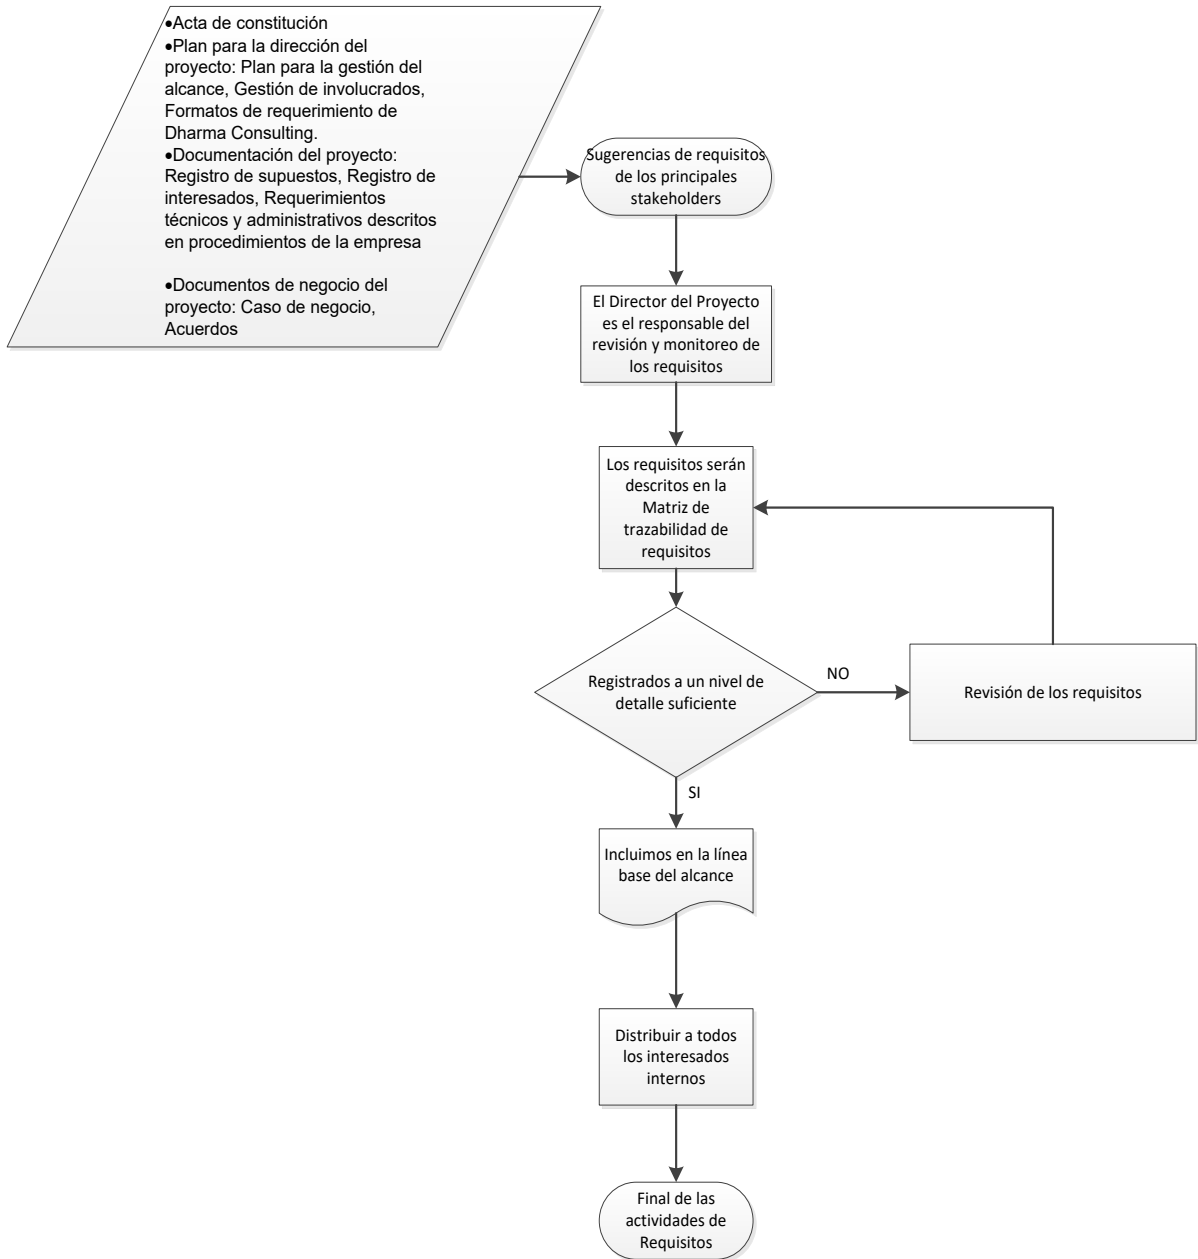 •Acta de constitución
•Plan para la dirección del
proyecto: Plan para la gestión del
alcance, Gestión de involucrados,
Formatos de requerimiento de
Dharma Consulting.
•Documentación del proyecto:
Registro de supuestos, Registro de
interesados, Requerimientos
técnicos y administrativos descritos
en procedimientos de la empresa
•Documentos de negocio del
proyecto: Caso de negocio,
Acuerdos
Sugerencias de requisitos
de los principales
stakeholders
El Director del Proyecto
es el responsable del
revisión y monitoreo de
los requisitos
Los requisitos serán
descritos en la
Matriz de
trazabilidad de
requisitos
Registrados a un nivel de
detalle suficiente
NO
Revisión de los requisitos
SI
Incluimos en la línea
base del alcance
Distribuir a todos
los interesados
internos
Final de las
actividades de
Requisitos